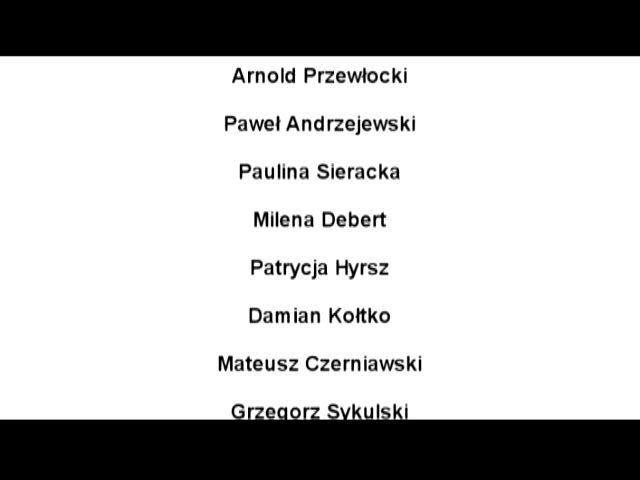 Arnold Przewłocki
Paweł Andrzejewski
Paulina Sieracka
Milena Debert
Patrycja Hyrsz
Damian Kołtko
Mateusz Czerniawski
Grzegorz Sykulski